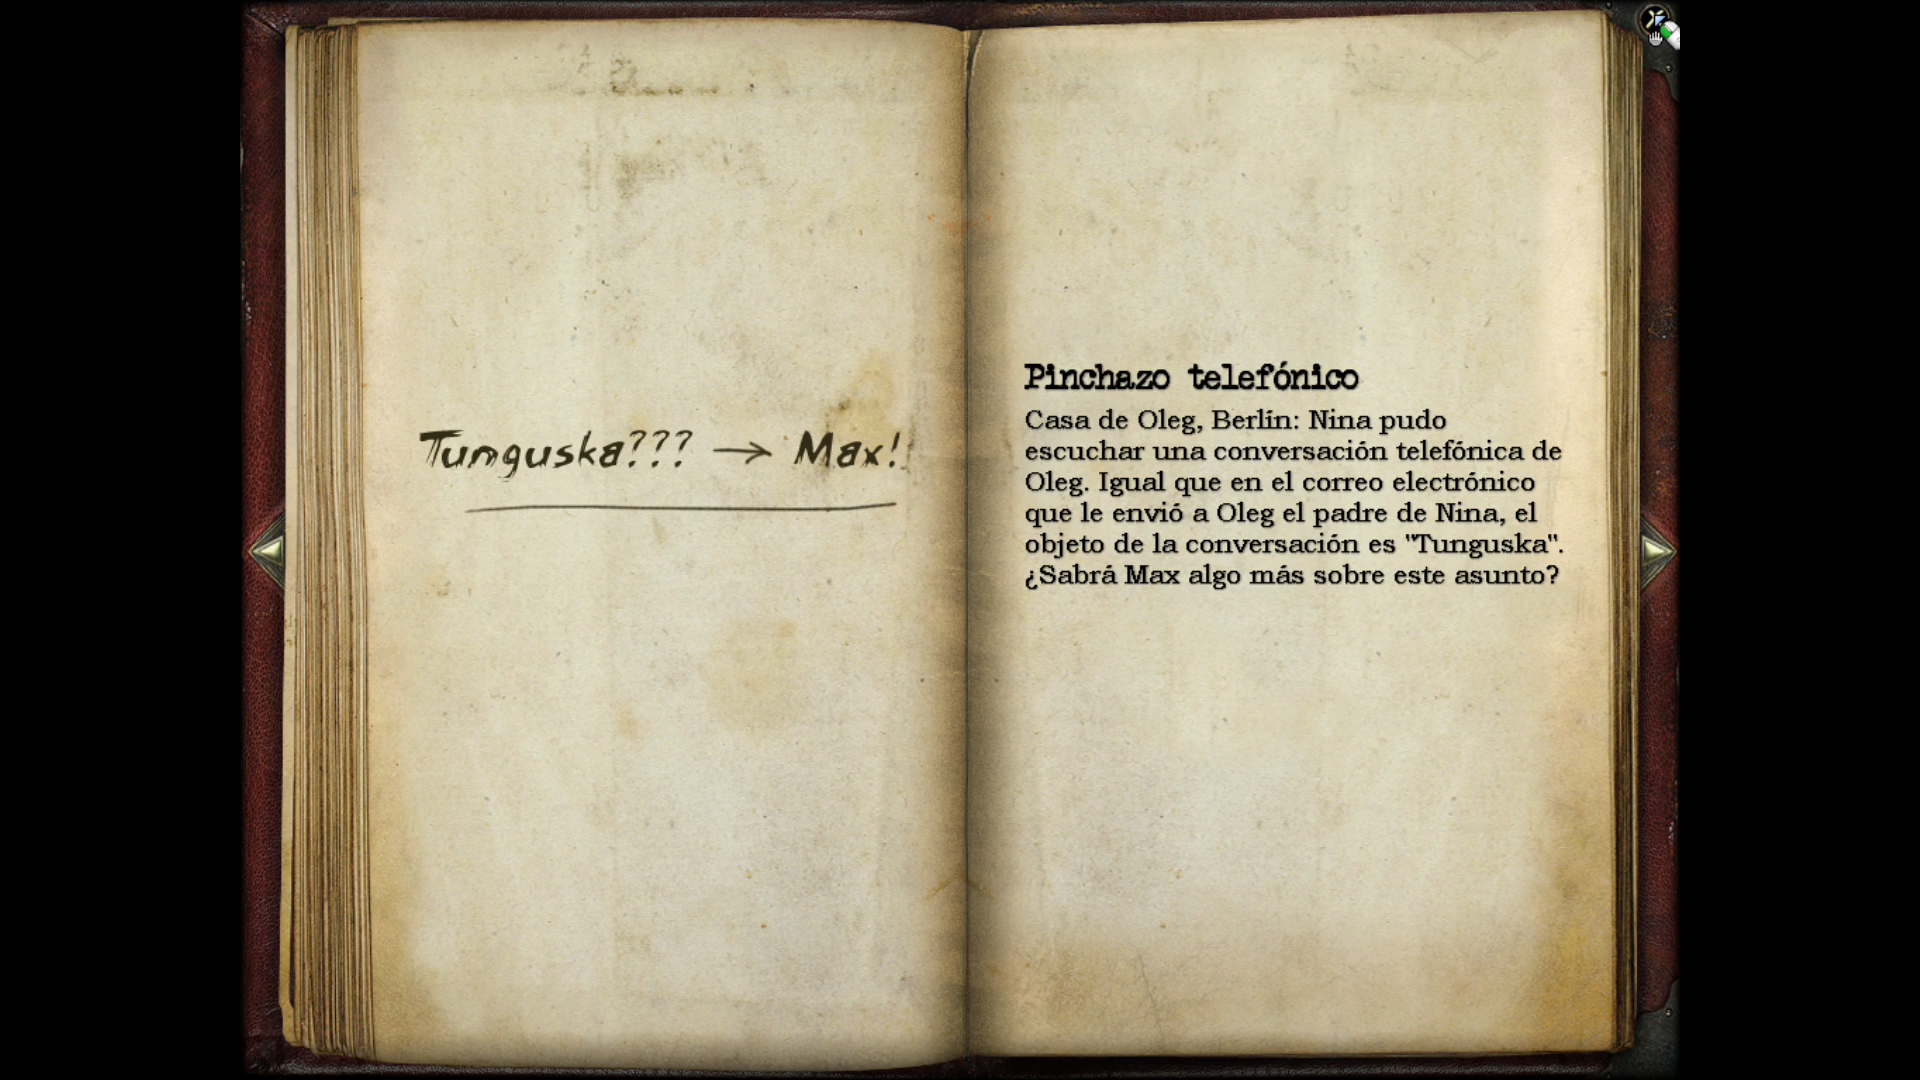 Tunguska??? → Max!
Pinchazo telefónico
Casa de Oleg, Berlín: Nina pudo
escuchar una conversación telefónica de
Oleg. Igual que en el correo electrónico
que le envió a Oleg el padre de Nina, el
objeto de la conversación es "Tunguska".
¿Sabrá Max algo más sobre este asunto?